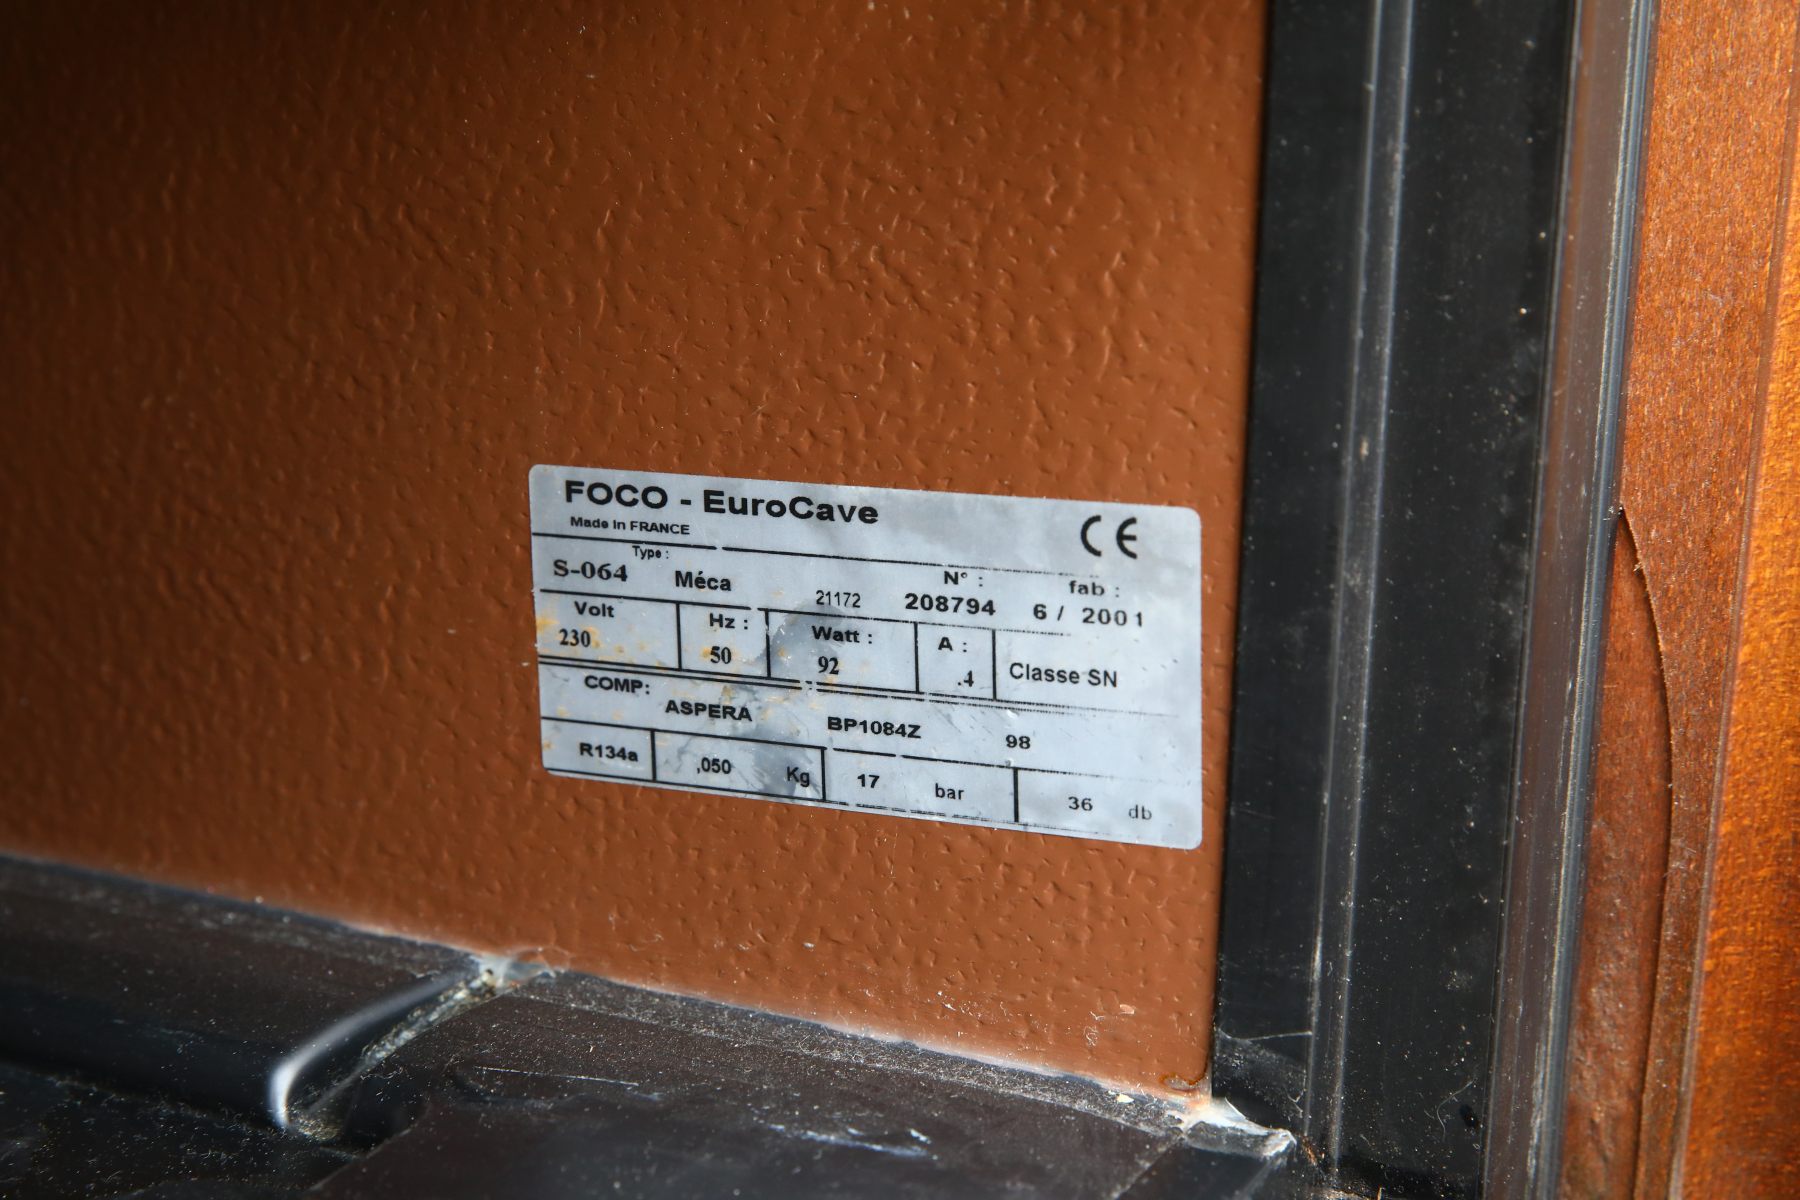 FOCO - EuroCave
CE
Made in FRANCE
Type :
N° :
fab :
S-064 Méca 21172 208794 6 / 2001
Volt Hz : Watt : A :
230 50 92 .4 Classe SN
COMP:
ASPERA BP1084Z 98
R134a ,050 Kg 17 bar 36 db